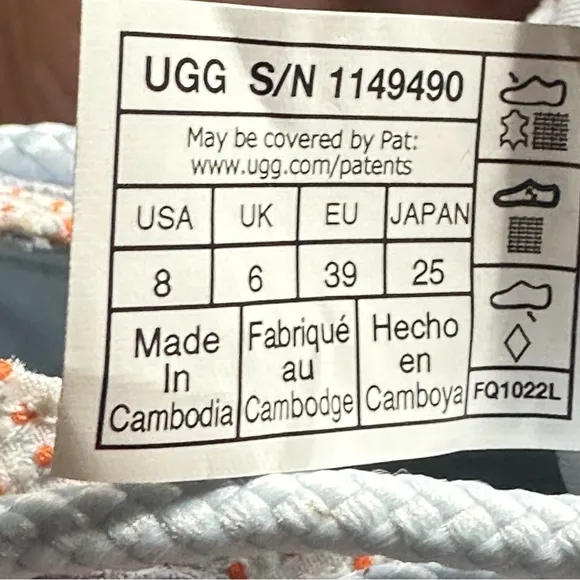 UGG S/N 1149490
May be covered by Pat:
www.ugg.com/patents
USA UK EU JAPAN
8 6 39 25
Made In Cambodia
Fabriqué au Cambodge
Hecho en Camboya
FQ1022L